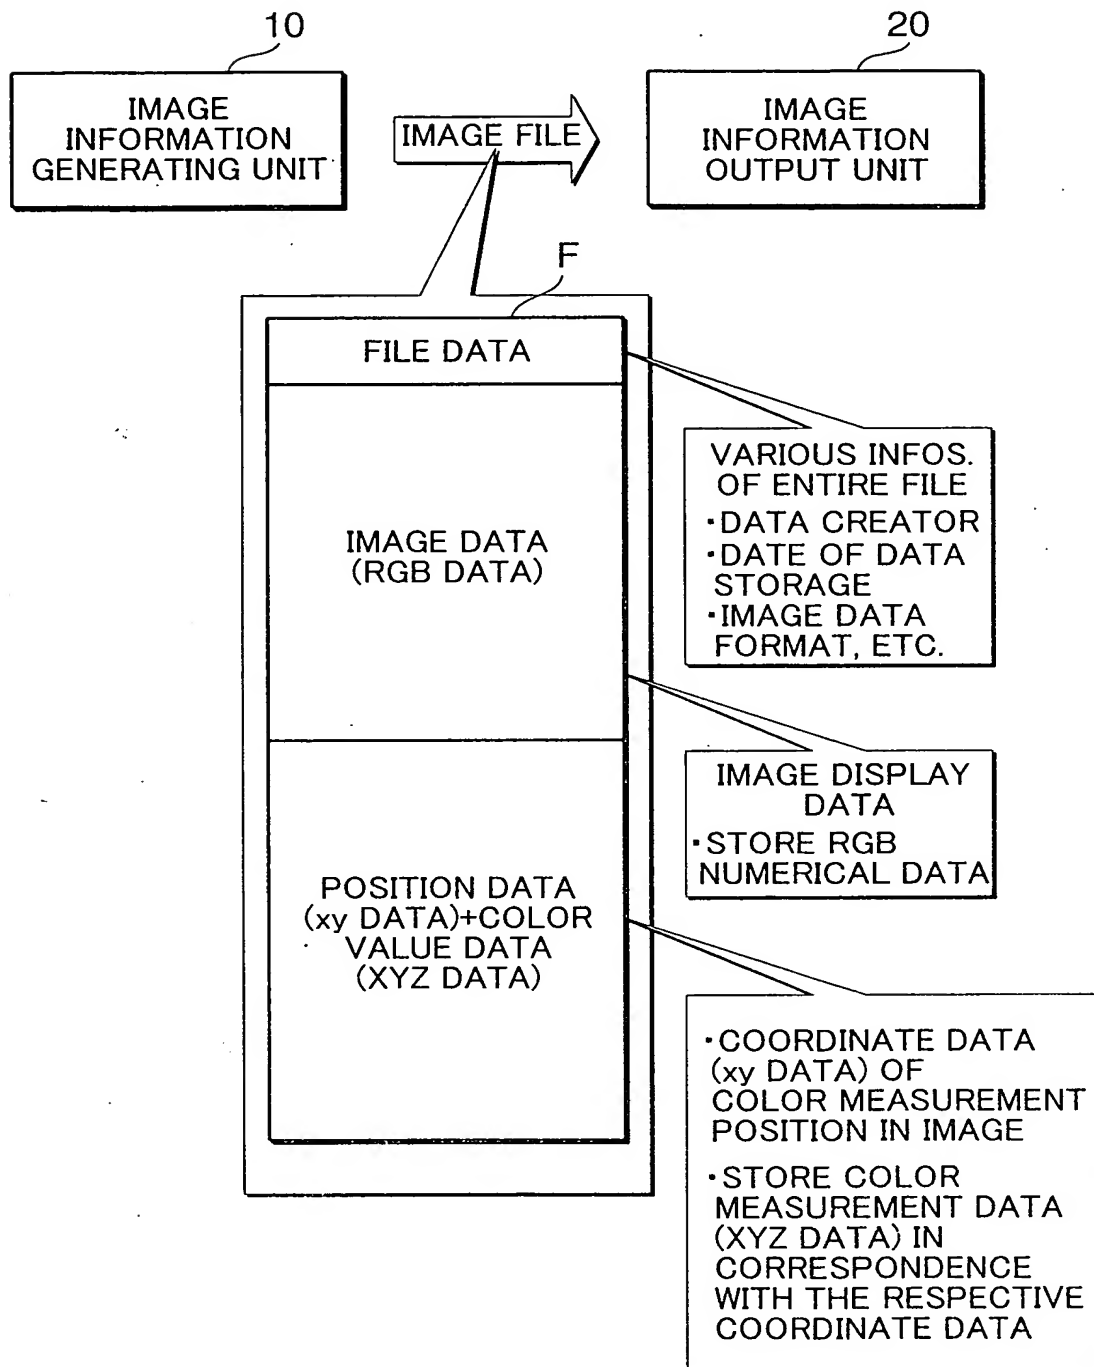 10
20
IMAGE
INFORMATION
GENERATING UNIT
IMAGE FILE
IMAGE
INFORMATION
OUTPUT UNIT
F
FILE DATA
IMAGE DATA
(RGB DATA)
POSITION DATA
(xy DATA)+COLOR
VALUE DATA
(XYZ DATA)
VARIOUS INFOS.
OF ENTIRE FILE
・DATA CREATOR
・DATE OF DATA
STORAGE
・IMAGE DATA
FORMAT, ETC.
IMAGE DISPLAY
DATA
・STORE RGB
NUMERICAL DATA
・COORDINATE DATA
(xy DATA) OF
COLOR MEASUREMENT
POSITION IN IMAGE
・STORE COLOR
MEASUREMENT DATA
(XYZ DATA) IN
CORRESPONDENCE
WITH THE RESPECTIVE
COORDINATE DATA